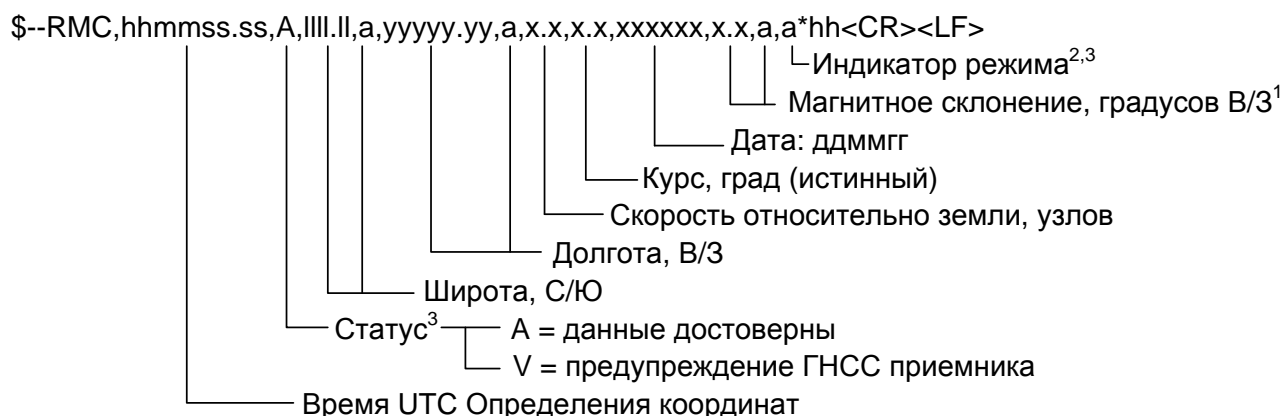 $--RMC,hhmmss.ss,A,llll.ll,a,yyyyy.yy,a,x.x,x.x,xxxxxx,x.x,a,a*hh<CR><LF>
Индикатор режима2,3
Магнитное склонение, градусов В/З1
Дата: ддммгг
Курс, град (истинный)
Скорость относительно земли, узлов
Долгота, В/З
Широта, С/Ю
Статус3 A = данные достоверны
V = предупреждение ГНСС приемника
Время UTC Определения координат